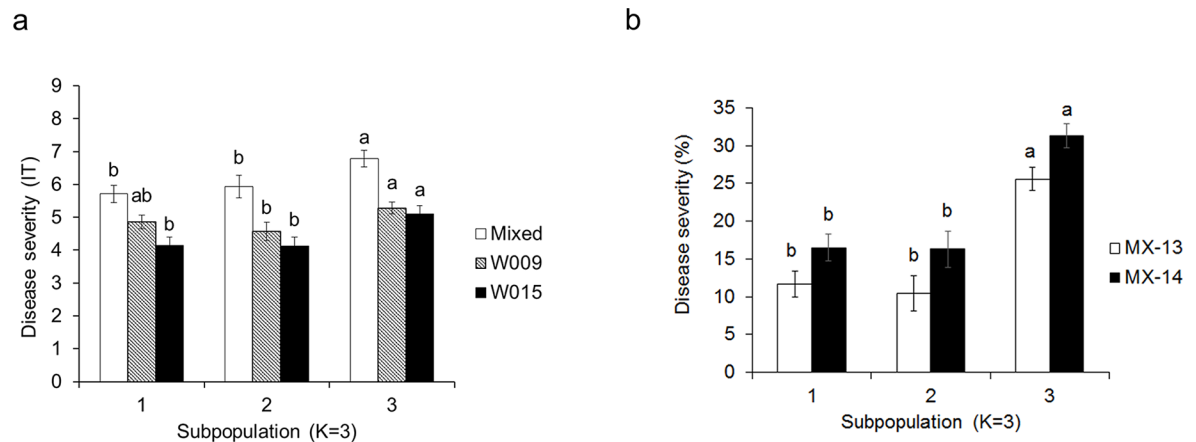 a
9
8
7
6
5
4
3
2
1
0
Disease severity (IT)
b
ab
b
b
b
b
a
a
a
1
2
3
Subpopulation (K=3)
Mixed
W009
W015
b
35
30
25
20
15
10
5
0
Disease severity (%)
b
b
b
b
a
a
1
2
3
Subpopulation (K=3)
MX-13
MX-14